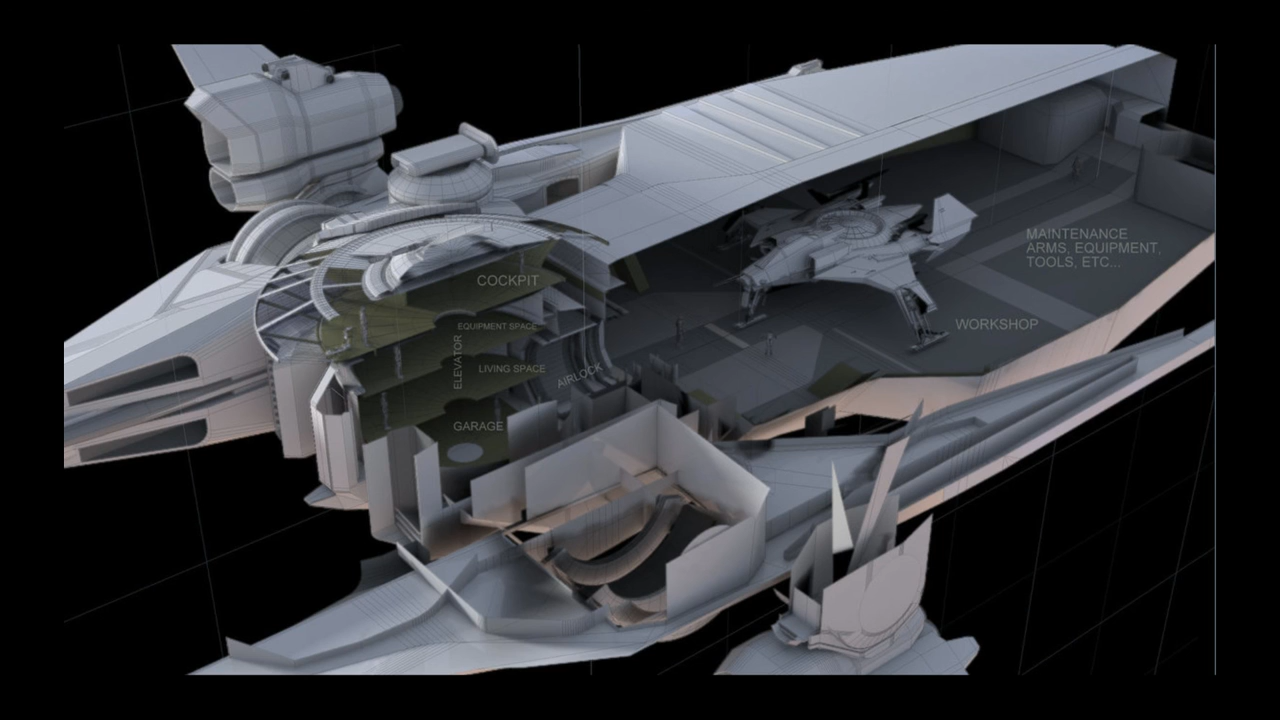 COCKPIT
EQUIPMENT SPACE
ELEVATOR
LIVING SPACE
AIRLOCK
GARAGE
MAINTENANCE
ARMS, EQUIPMENT,
TOOLS, ETC...
WORKSHOP